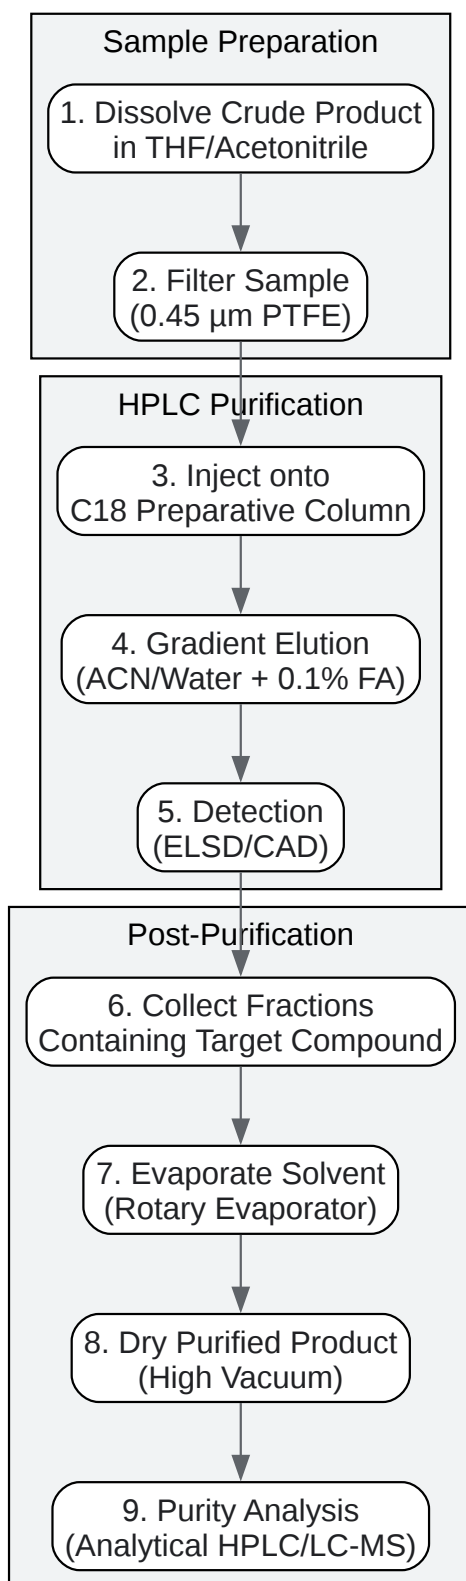 Sample Preparation
1. Dissolve Crude Product
in THF/Acetonitrile
2. Filter Sample
(0.45 µm PTFE)
HPLC Purification
3. Inject onto
C18 Preparative Column
4. Gradient Elution
(ACN/Water + 0.1% FA)
5. Detection
(ELSD/CAD)
Post-Purification
6. Collect Fractions
Containing Target Compound
7. Evaporate Solvent
(Rotary Evaporator)
8. Dry Purified Product
(High Vacuum)
9. Purity Analysis
(Analytical HPLC/LC-MS)